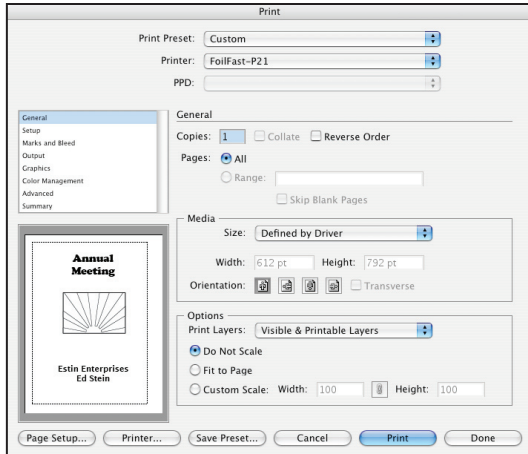 Print
Print Preset: Custom
Printer: FoilFast-P21
PPD:
General
Setup
Marks and Bleed
Output
Graphics
Color Management
Advanced
Summary
Annual
Meeting
Estin Enterprises
Ed Stein
General
Copies: 1 Collate Reverse Order
Pages: All
Range:
Skip Blank Pages
Media
Size: Defined by Driver
Width: 612 pt Height: 792 pt
Orientation: Transverse
Options
Print Layers: Visible & Printable Layers
Do Not Scale
Fit to Page
Custom Scale: Width: 100 Height: 100
Page Setup... Printer... Save Preset... Cancel Print Done